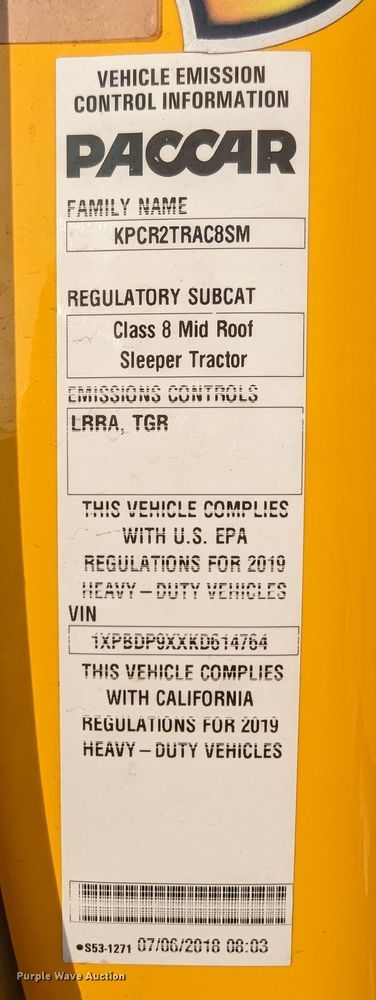 VEHICLE EMISSION
CONTROL INFORMATION
PACCAR
FAMILY NAME
KPCR2TRAC8SM
REGULATORY SUBCAT
Class 8 Mid Roof
Sleeper Tractor
EMISSIONS CONTROLS
LRRA, TGR
THIS VEHICLE COMPLIES
WITH U.S. EPA
REGULATIONS FOR 2019
HEAVY – DUTY VEHICLES
VIN
1XPBDP9XXKD614764
THIS VEHICLE COMPLIES
WITH CALIFORNIA
REGULATIONS FOR 2019
HEAVY – DUTY VEHICLES
•S53-1271 07/06/2018 08:03
Purple Wave Auction